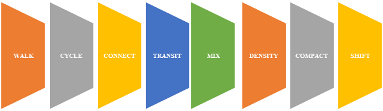 WALK
CYCLE
CONNECT
TRANSIT
MIX
DENSITY
COMPACT
SHIFT